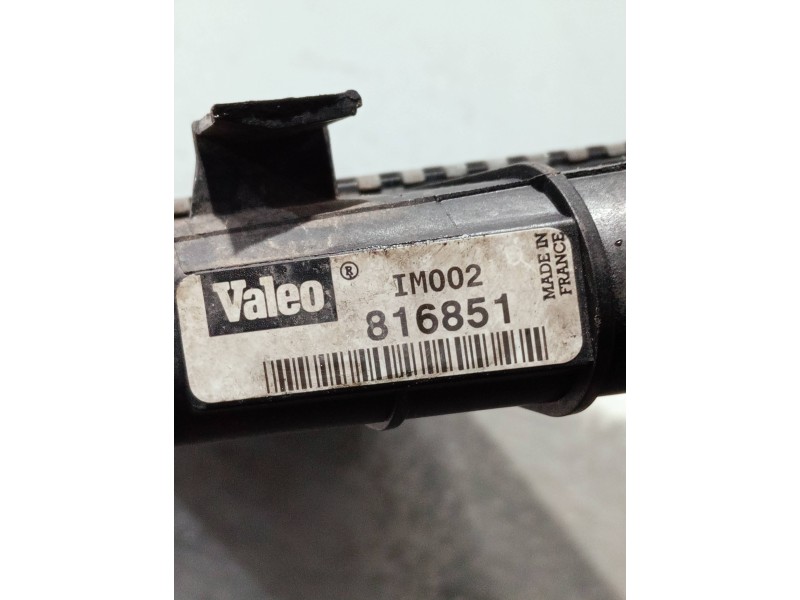 Valeo ®
IM002
816851
MADE IN
FRANCE